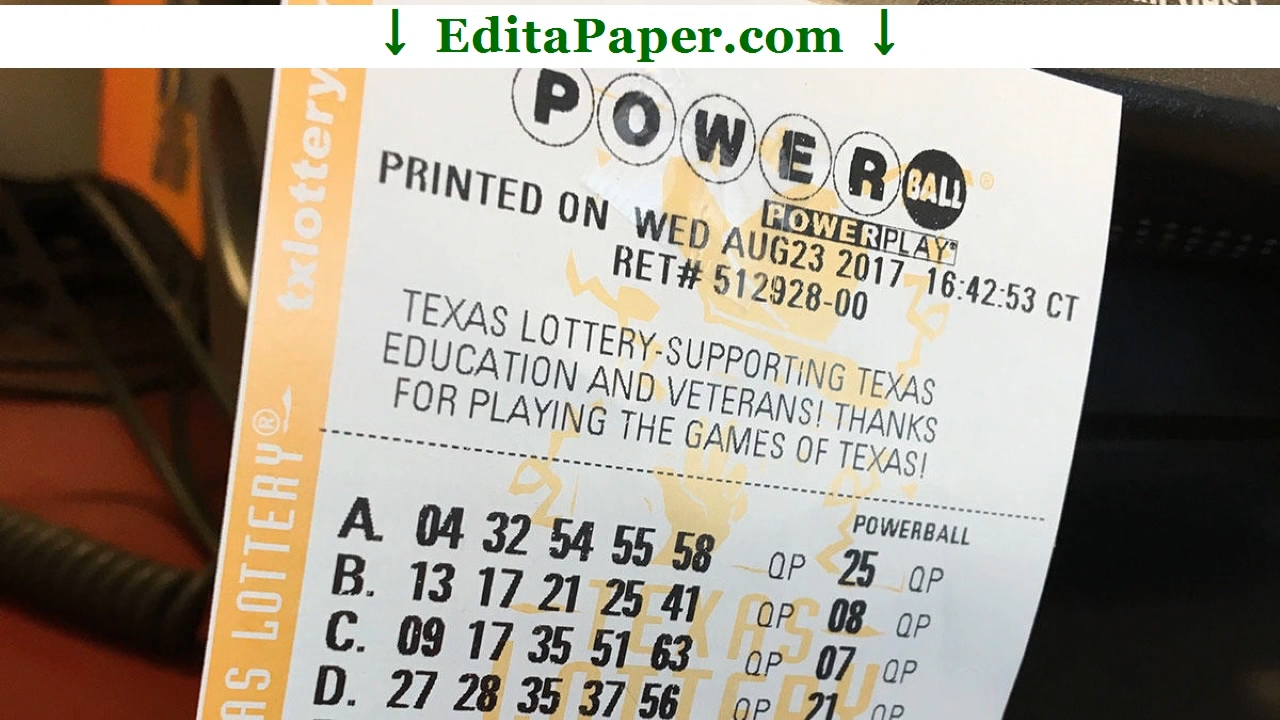 ↓ EditaPaper.com ↓
txlottery
TEXAS
LOTTERY
AS LOTTERY®
POWERBALL®
POWERPLAY®
PRINTED ON WED AUG23 2017 16:42:53 CT
RET# 512928-00
TEXAS LOTTERY-SUPPORTING TEXAS
EDUCATION AND VETERANS! THANKS
FOR PLAYING THE GAMES OF TEXAS!
POWERBALL
A. 04 32 54 55 58 QP 25 QP
B. 13 17 21 25 41 QP 08 QP
C. 09 17 35 51 63 QP 07 QP
D. 27 28 35 37 56 QP 21 QP